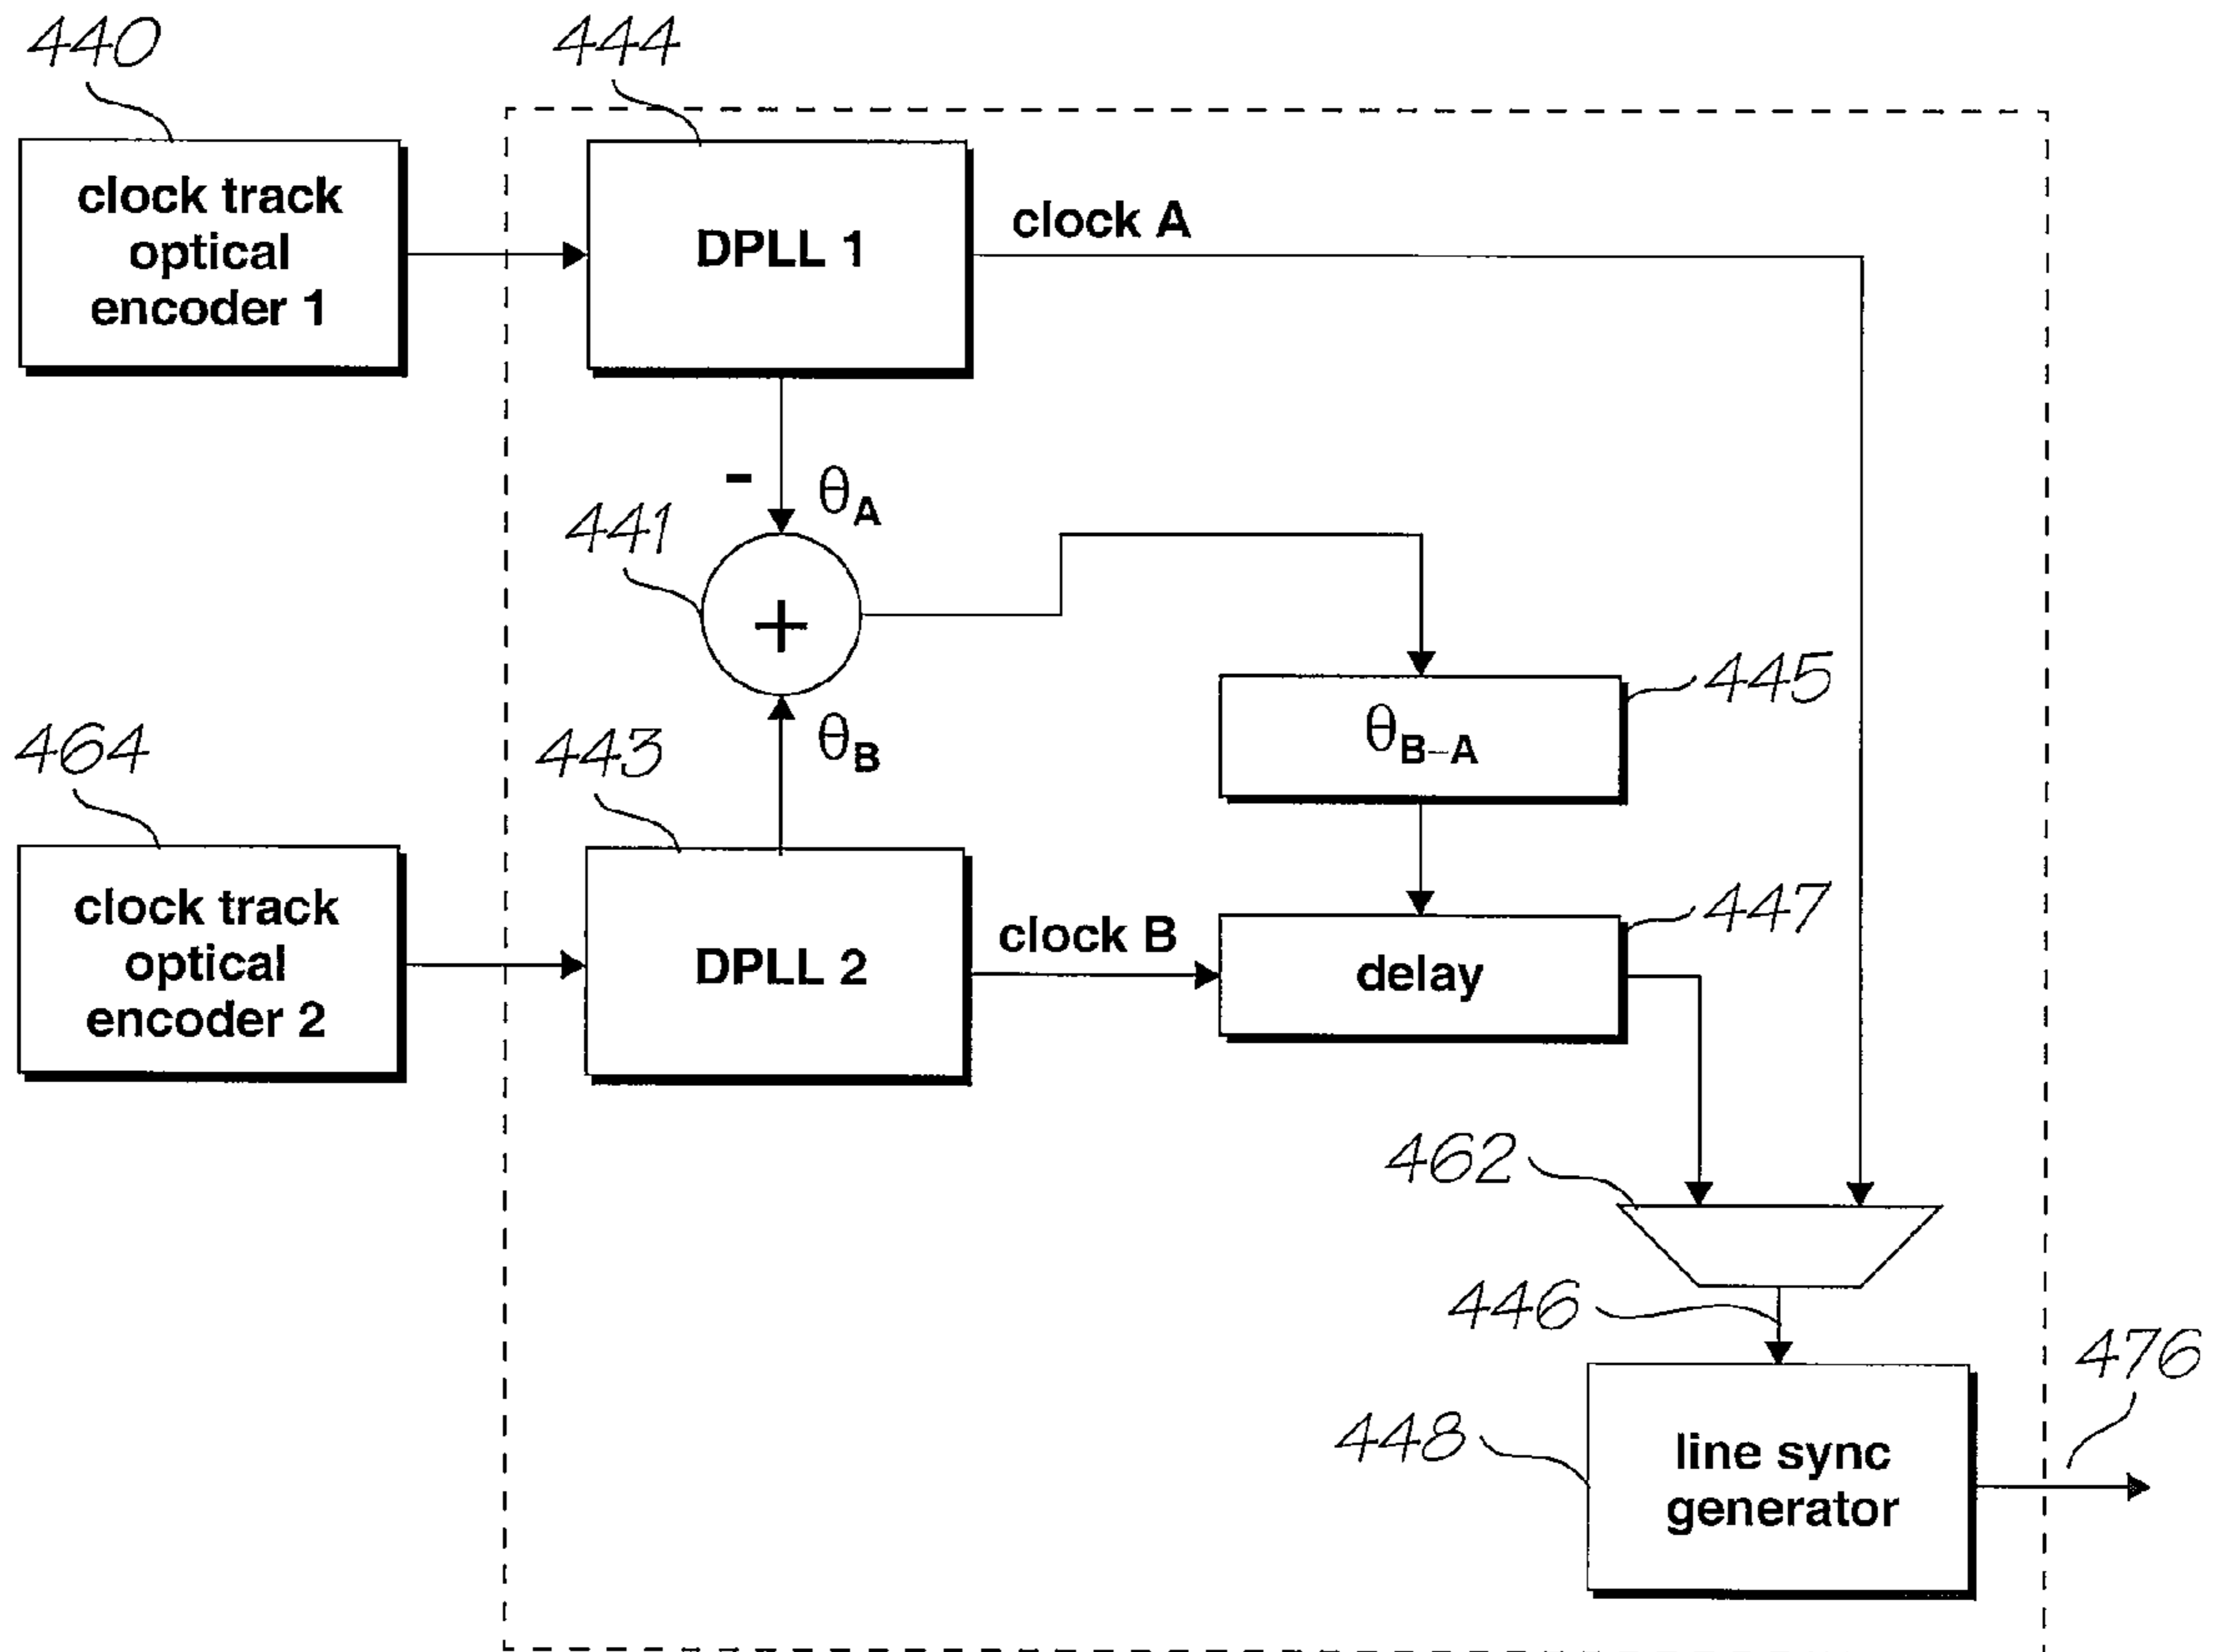 440
444
clock track
optical
encoder 1
DPLL 1
clock A
- θA
441
+
445
θB–A
464
443
θB
447
clock track
optical
encoder 2
DPLL 2
clock B
delay
462
446
476
448
line sync
generator